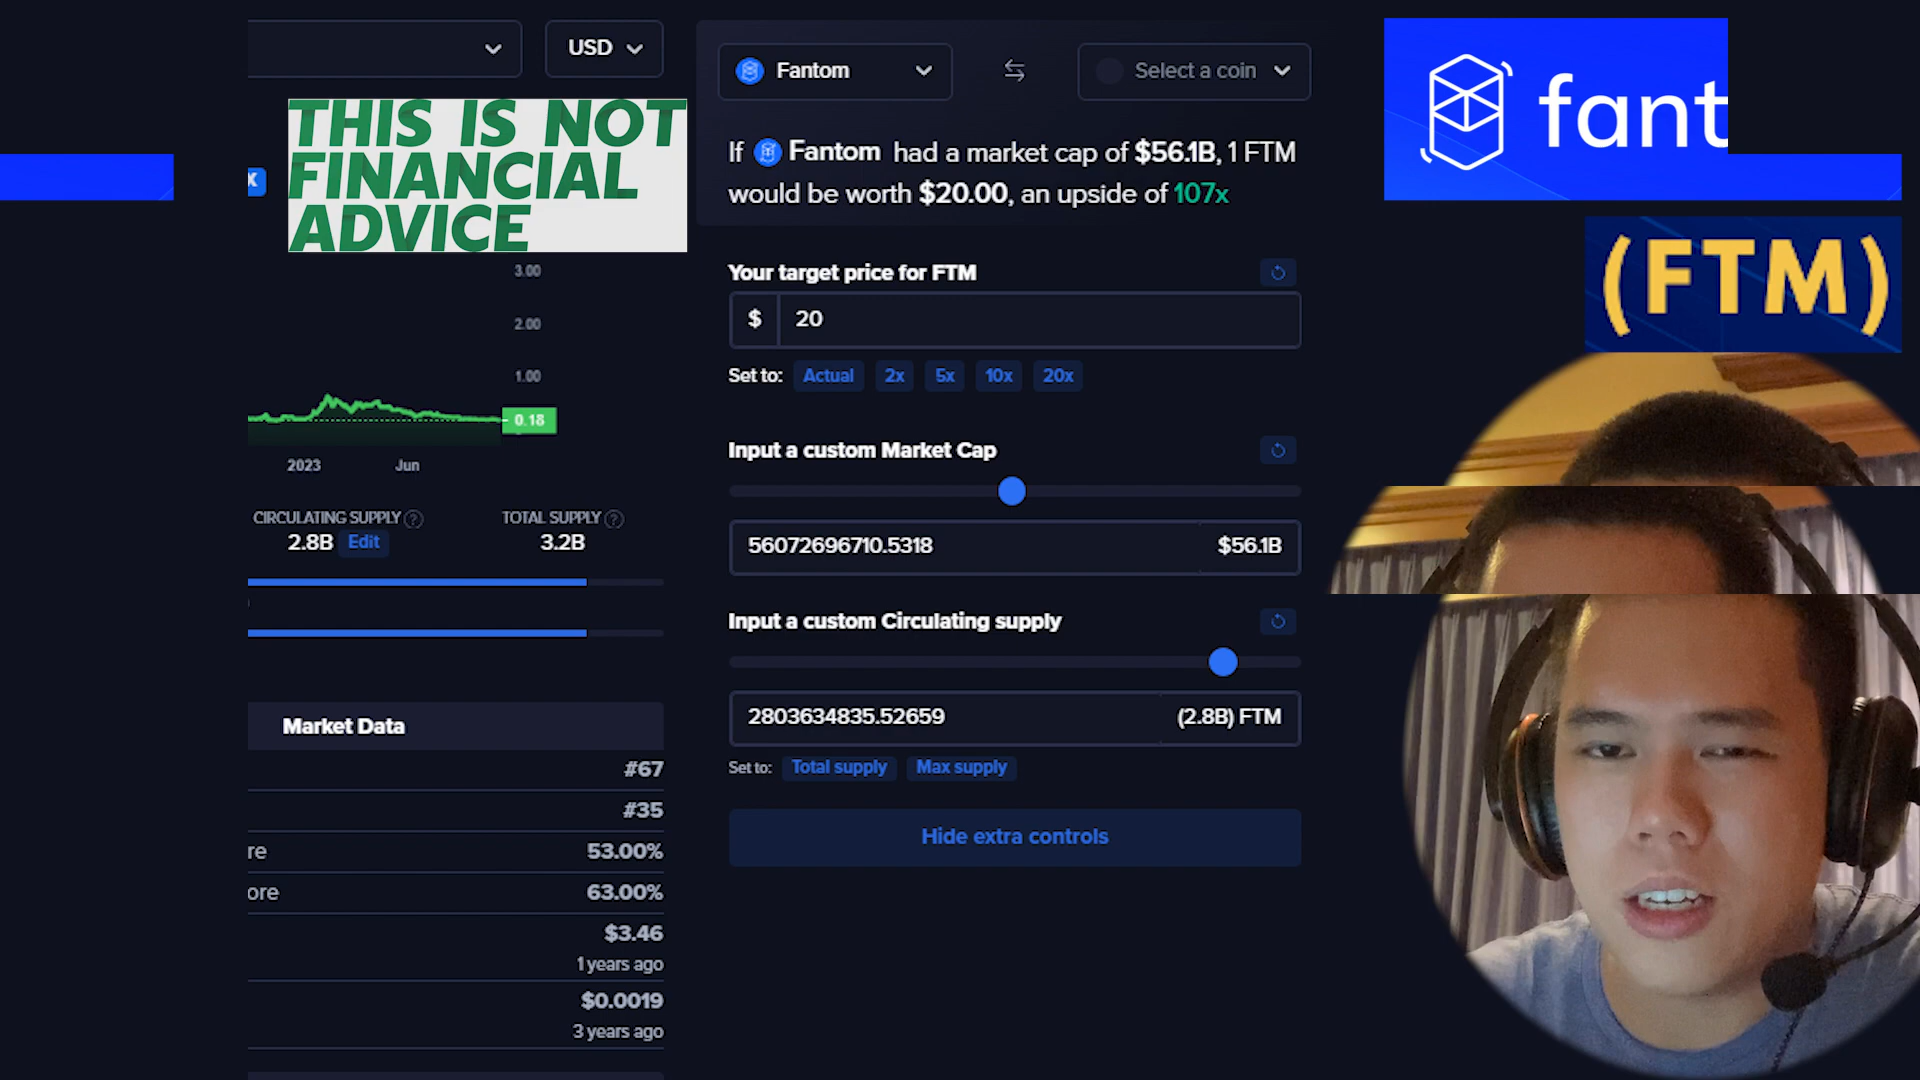 USD
Fantom
Select a coin
fant
THIS IS NOT
FINANCIAL
ADVICE
X
If Fantom had a market cap of $56.1B, 1 FTM
would be worth $20.00, an upside of 107x
(FTM)
Your target price for FTM
$ 20
Set to: Actual 2x 5x 10x 20x
3.00
2.00
1.00
0.18
2023 Jun
Input a custom Market Cap
56072696710.5318 $56.1B
CIRCULATING SUPPLY ?
2.8B Edit
TOTAL SUPPLY ?
3.2B
Input a custom Circulating supply
2803634835.52659 (2.8B) FTM
Set to: Total supply Max supply
Hide extra controls
Market Data
#67
#35
re 53.00%
ore 63.00%
$3.46
1 years ago
$0.0019
3 years ago